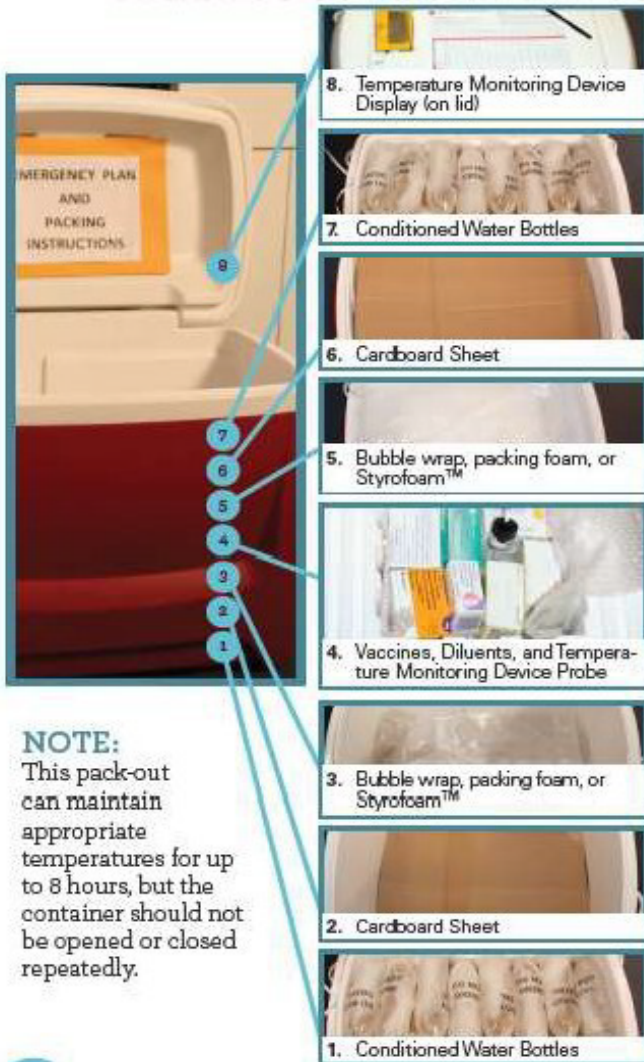 8. Temperature Monitoring Device
Display (on lid)
EMERGENCY PLAN
AND
PACKING
INSTRUCTIONS
8
7
6
5
4
3
2
1
7. Conditioned Water Bottles
6. Cardboard Sheet
5. Bubble wrap, packing foam, or
Styrofoam™
4. Vaccines, Diluents, and Tempera-
ture Monitoring Device Probe
3. Bubble wrap, packing foam, or
Styrofoam™
2. Cardboard Sheet
1. Conditioned Water Bottles
NOTE:
This pack-out
can maintain
appropriate
temperatures for up
to 8 hours, but the
container should not
be opened or closed
repeatedly.